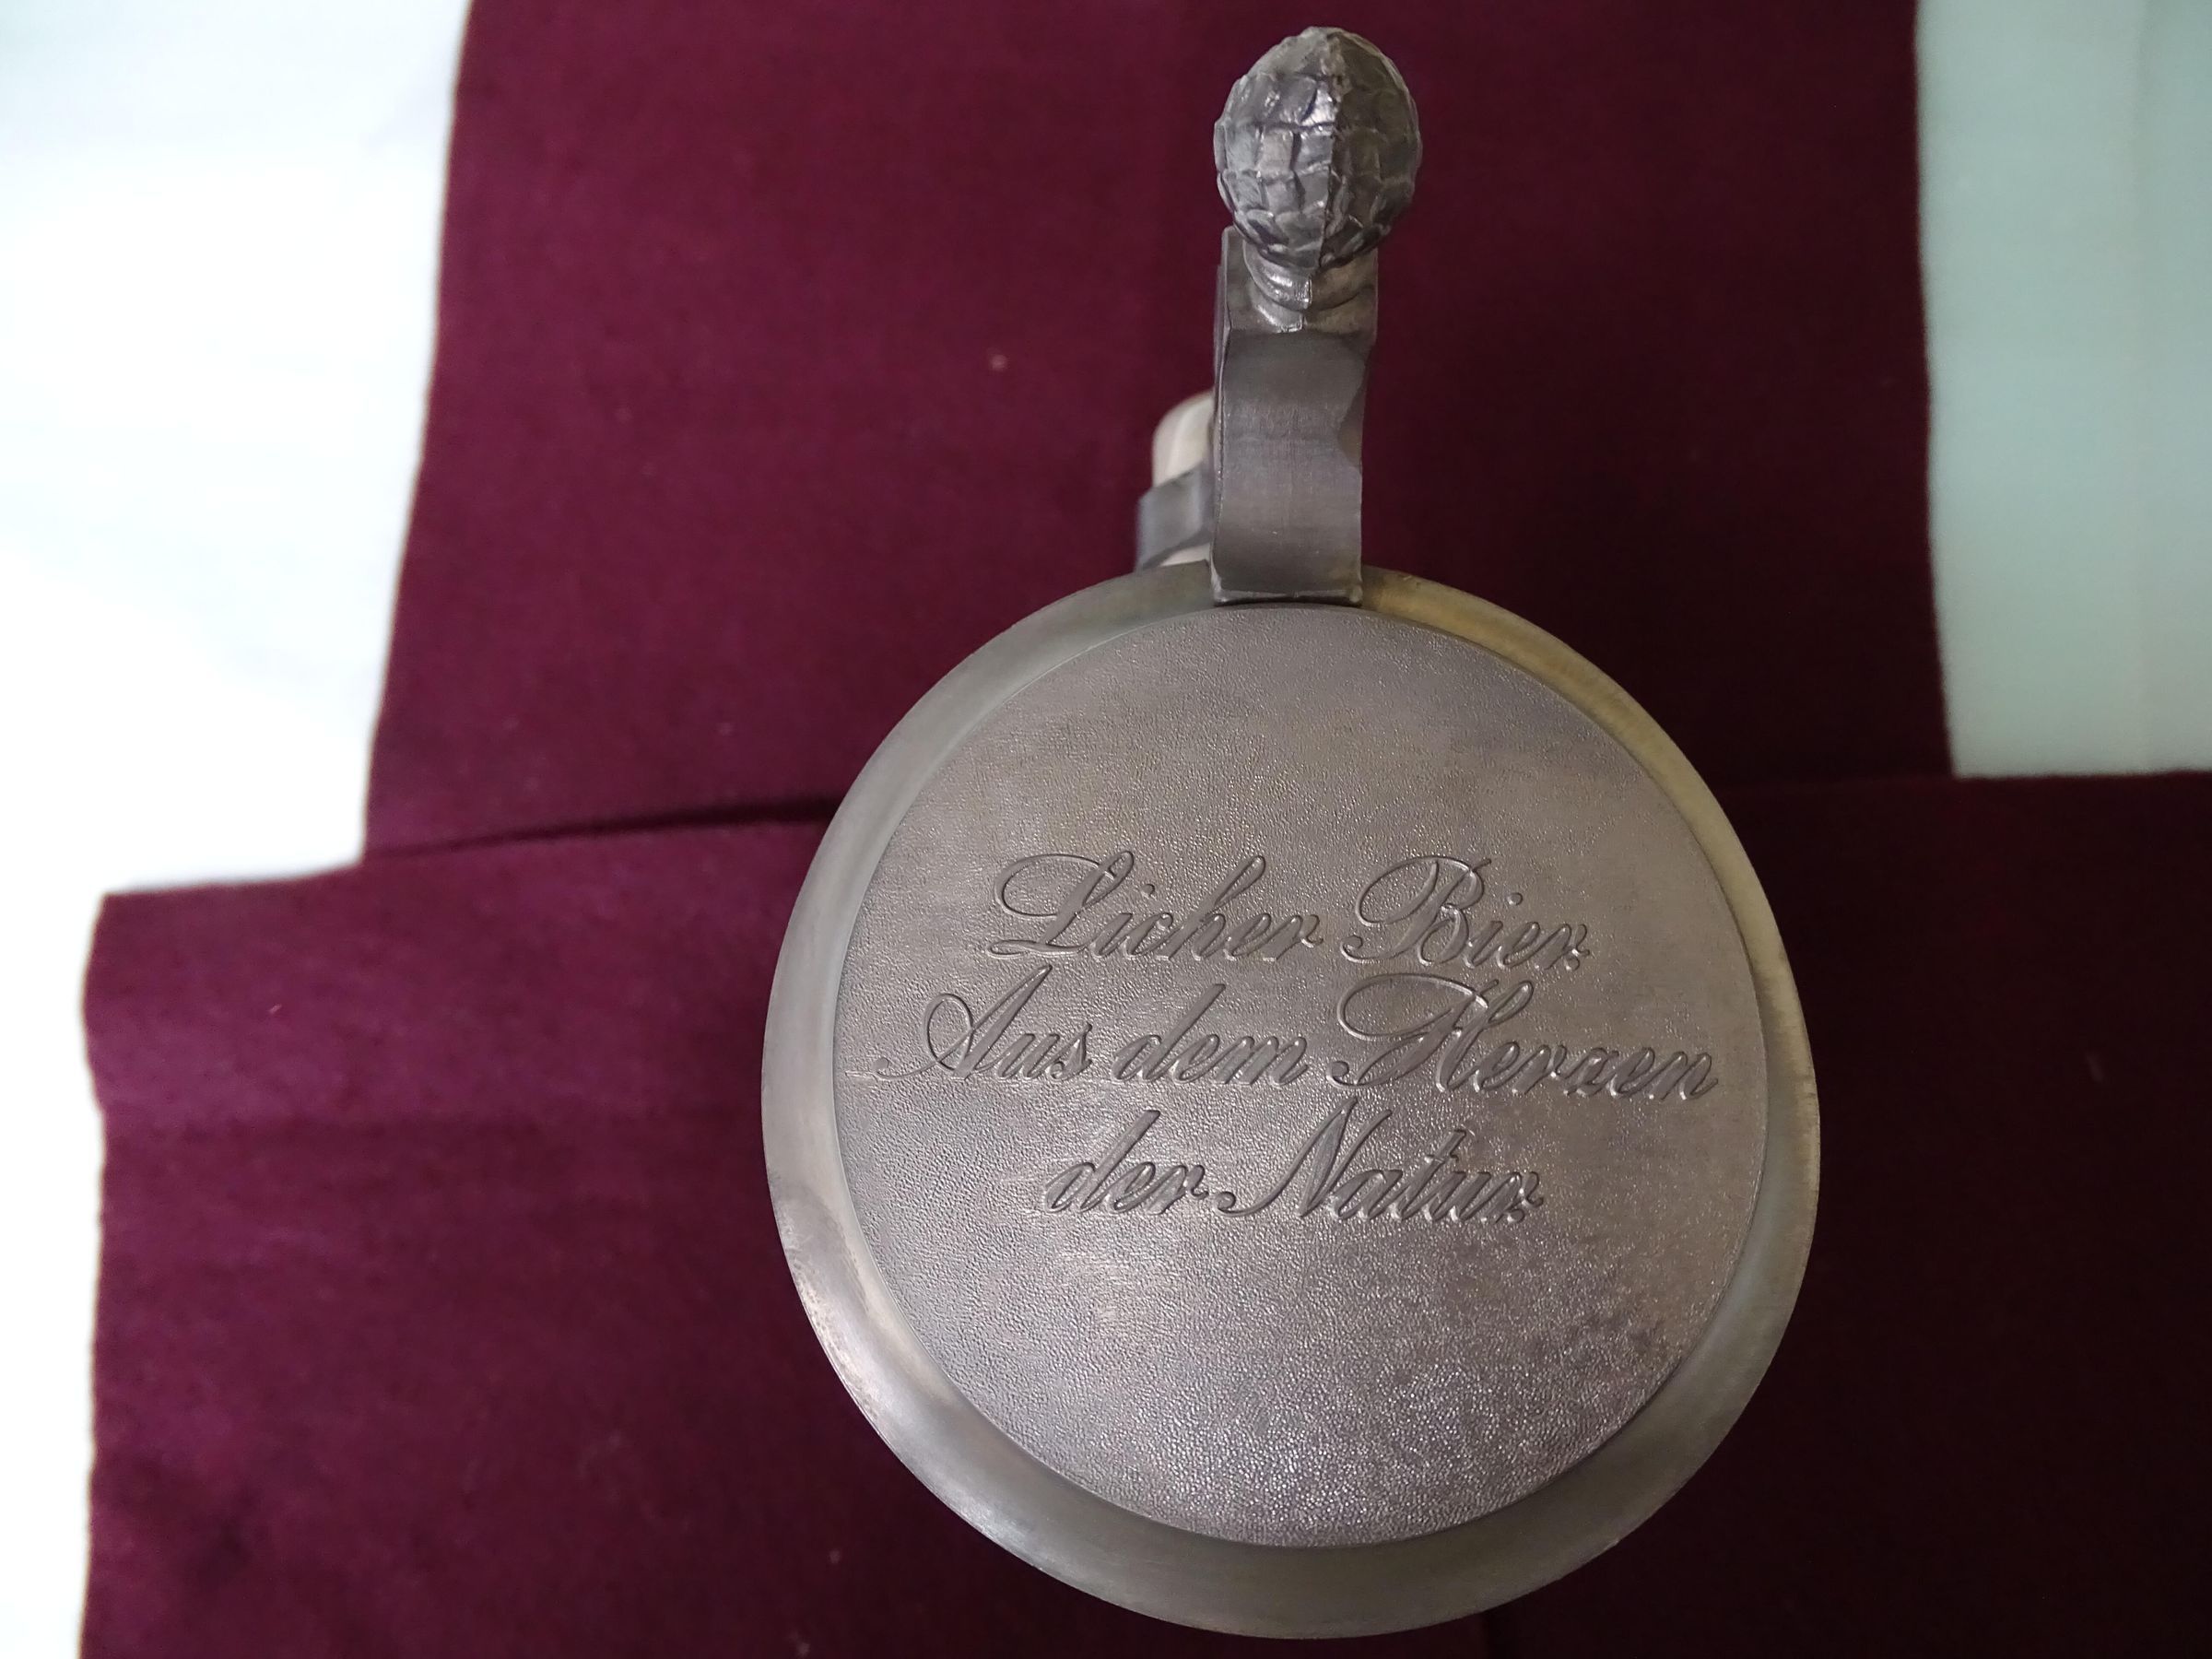 Licher Bier.
Aus dem Herzen
der Natur.